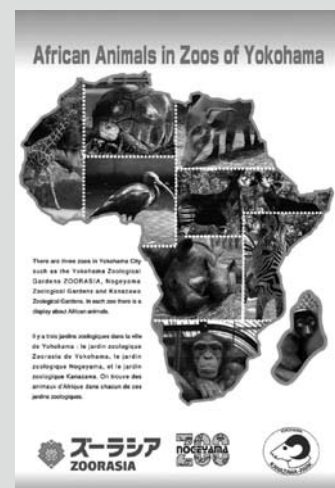 African Animals in Zoos of Yokohama
There are three zoos in Yokohama City
such as the Yokohama Zoological
Gardens ZOORASIA, Nogeyama
Zoological Gardens and Kanazawa
Zoological Gardens. In each zoo there is a
display about African animals.
Il y a trois jardins zoologiques dans la ville
de Yokohama : le jardin zoologique
Zoorasia de Yokohama, le jardin
zoologique Nogeyama, et le jardin
zoologique Kanazawa. On trouve des
animaux d'Afrique dans chacun de ces
jardins zoologiques.
ズーラシア
ZOORASIA
ZOO
NOGEYAMA
YOKOHAMA
KANAZAWA ZOO